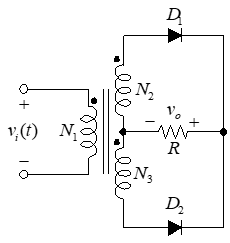 D₁
N₂
+
vᵢ(t)
−
N₁
− vₒ +
R
N₃
D₂